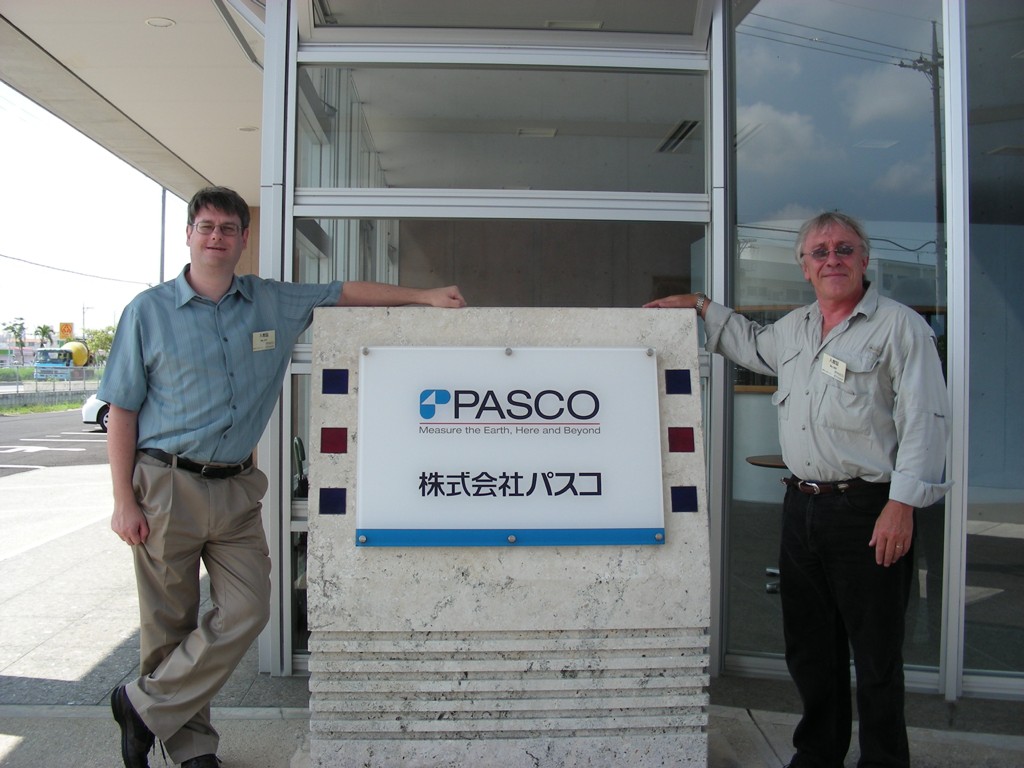 PASCO
Measure the Earth, Here and Beyond
株式会社パスコ